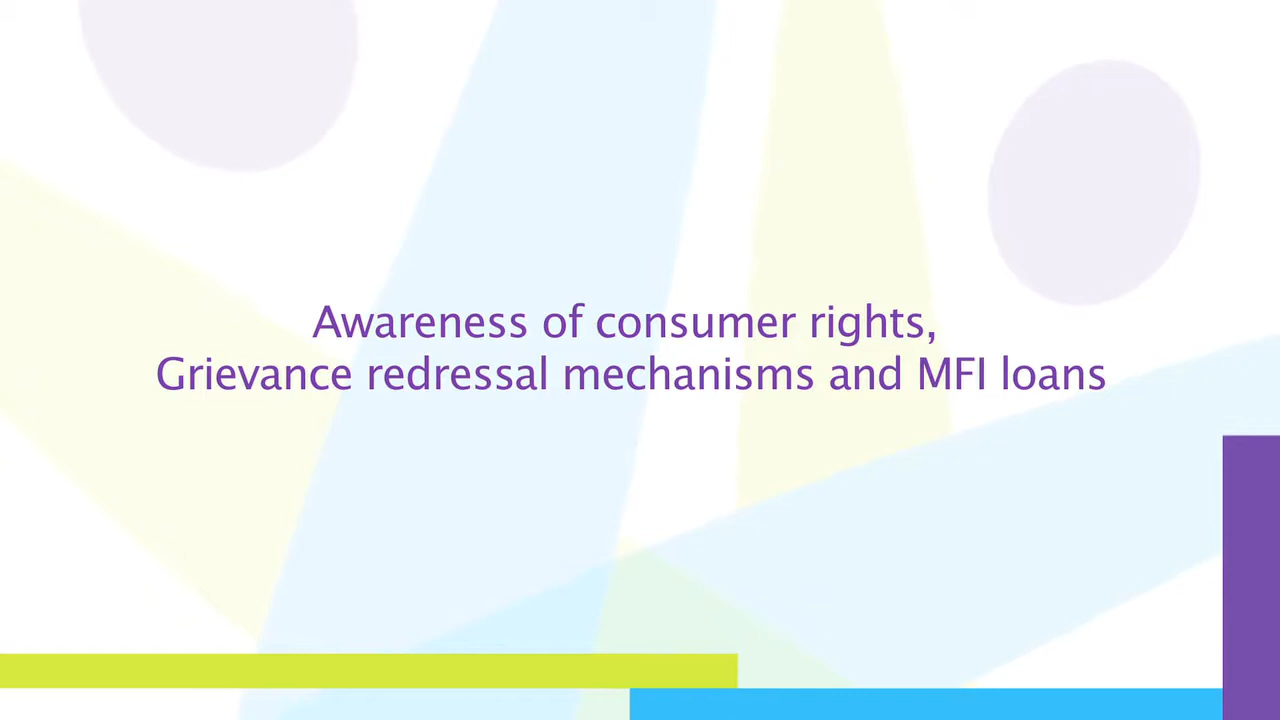 Awareness of consumer rights,
Grievance redressal mechanisms and MFI loans